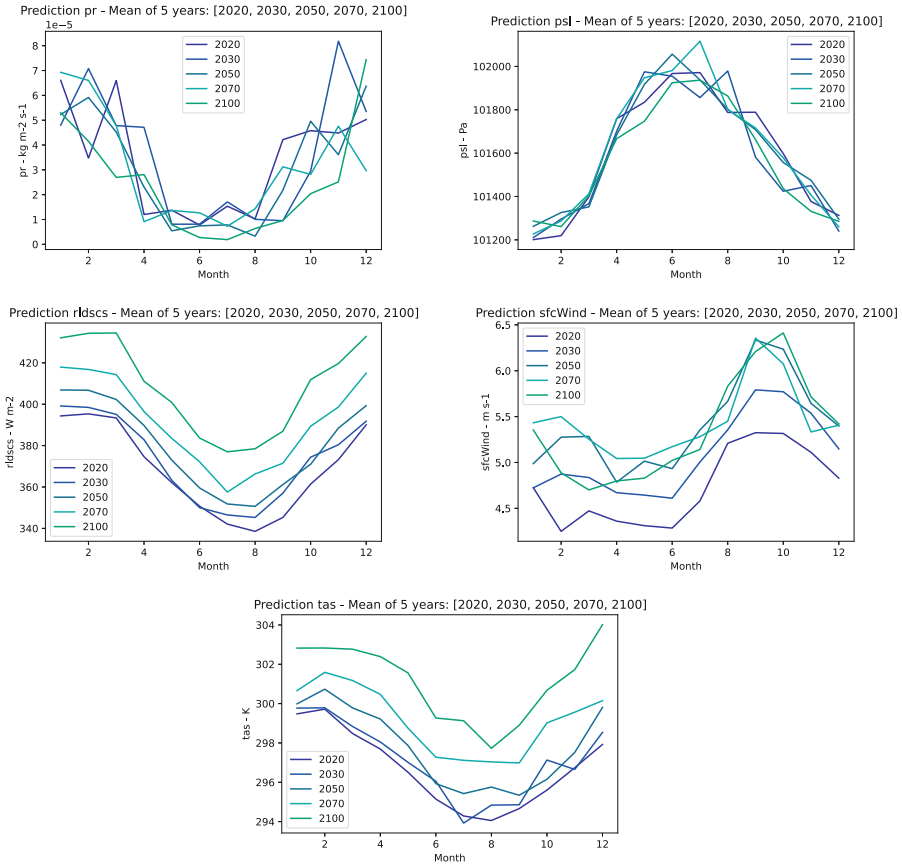 Prediction pr - Mean of 5 years: [2020, 2030, 2050, 2070, 2100]
1e−5
8
7
6
5
4
3
2
1
0
pr - kg m-2 s-1
2020
2030
2050
2070
2100
2 4 6 8 10 12
Month
Prediction psl - Mean of 5 years: [2020, 2030, 2050, 2070, 2100]
102000
101800
101600
101400
101200
psl - Pa
2020
2030
2050
2070
2100
2 4 6 8 10 12
Month
Prediction rldscs - Mean of 5 years: [2020, 2030, 2050, 2070, 2100]
420
400
380
360
340
rldscs - W m-2
2020
2030
2050
2070
2100
2 4 6 8 10 12
Month
Prediction sfcWind - Mean of 5 years: [2020, 2030, 2050, 2070, 2100]
6.5
6.0
5.5
5.0
4.5
sfcWind - m s-1
2020
2030
2050
2070
2100
2 4 6 8 10 12
Month
Prediction tas - Mean of 5 years: [2020, 2030, 2050, 2070, 2100]
304
302
300
298
296
294
tas - K
2020
2030
2050
2070
2100
2 4 6 8 10 12
Month